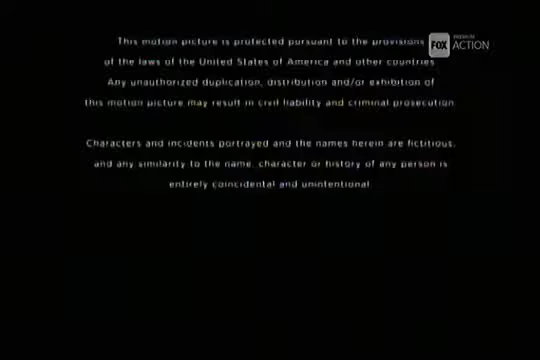 This motion picture is protected pursuant to the provisions
of the laws of the United States of America and other countries
Any unauthorized duplication, distribution and/or exhibition of
this motion picture may result in civil liability and criminal prosecution.
Characters and incidents portrayed and the names herein are fictitious,
and any similarity to the name, character or history of any person is
entirely coincidental and unintentional.
FOX
PREMIUM
ACTION